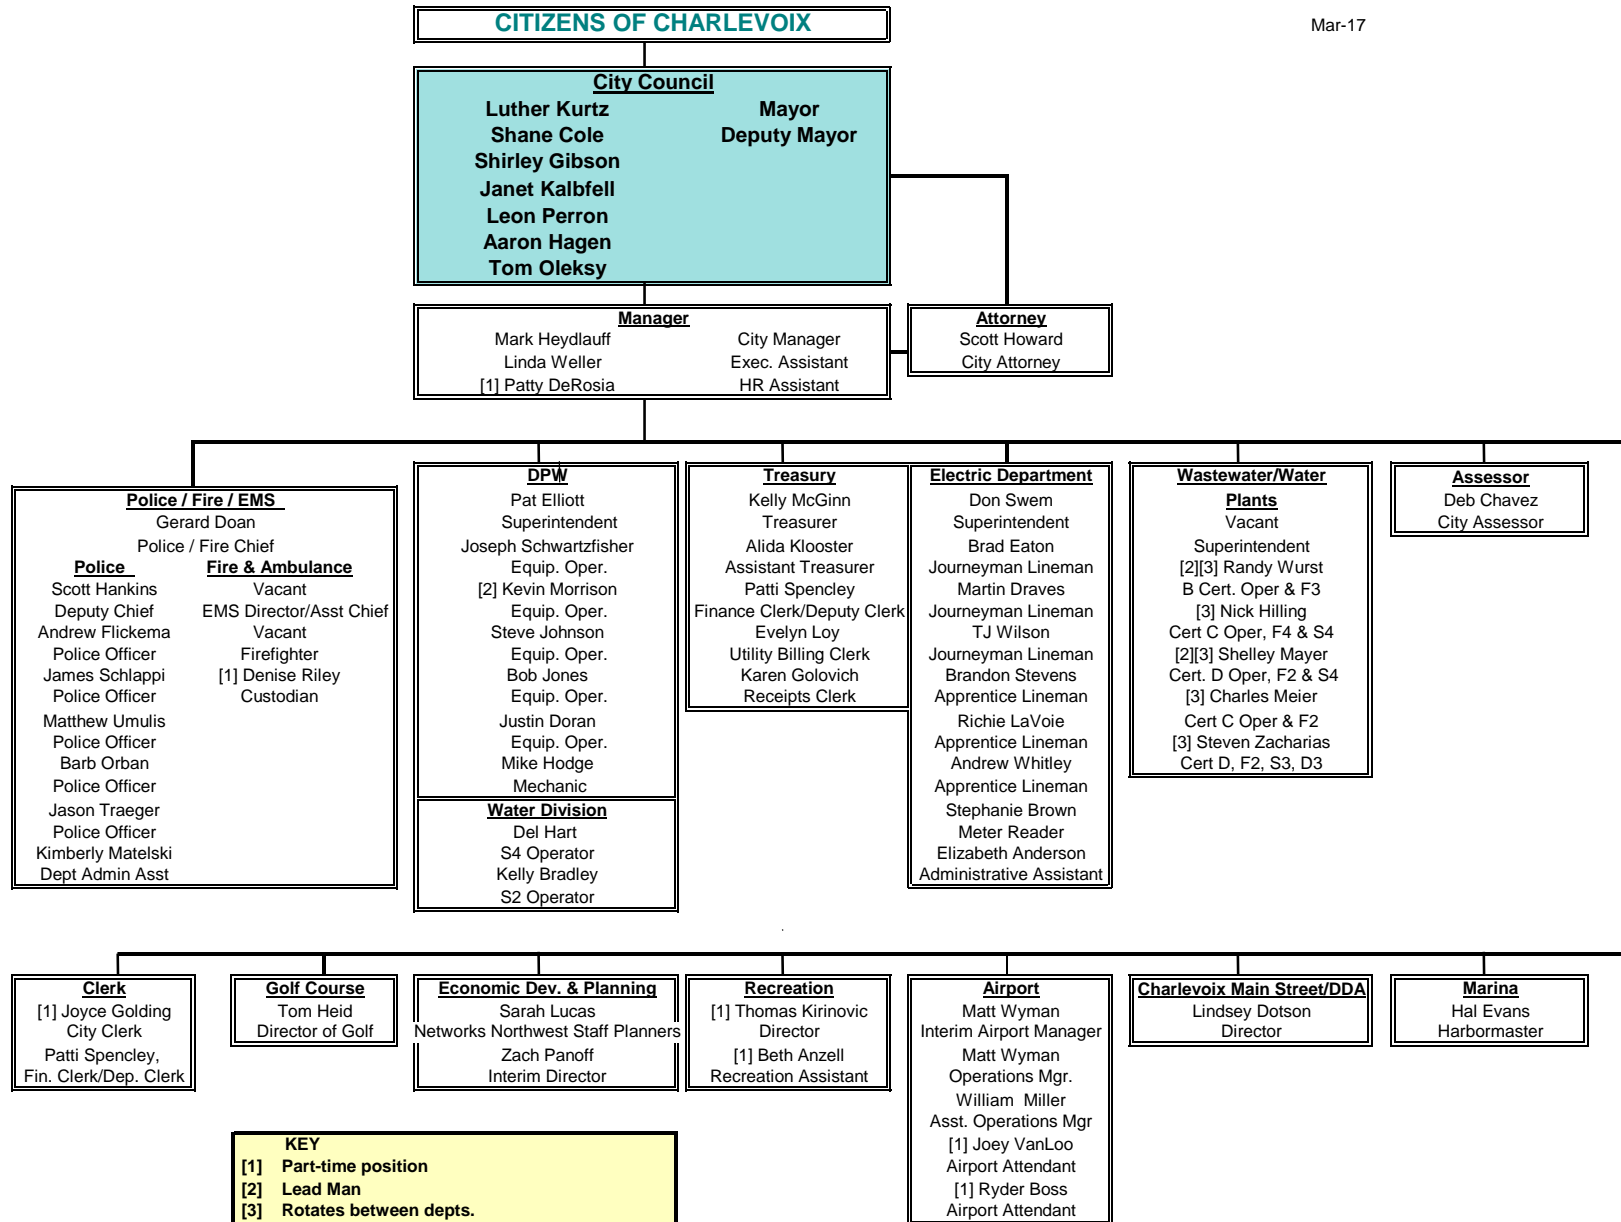 CITIZENS OF CHARLEVOIX
Mar-17
City Council
Luther Kurtz Mayor
Shane Cole Deputy Mayor
Shirley Gibson
Janet Kalbfell
Leon Perron
Aaron Hagen
Tom Oleksy
Manager
Mark Heydlauff City Manager
Linda Weller Exec. Assistant
[1] Patty DeRosia HR Assistant
Attorney
Scott Howard
City Attorney
Police / Fire / EMS
Gerard Doan
Police / Fire Chief
Police
Scott Hankins
Deputy Chief
Andrew Flickema
Police Officer
James Schlappi
Police Officer
Matthew Umulis
Police Officer
Barb Orban
Police Officer
Jason Traeger
Police Officer
Kimberly Matelski
Dept Admin Asst
Fire & Ambulance
Vacant
EMS Director/Asst Chief
Vacant
Firefighter
[1] Denise Riley
Custodian
DPW
Pat Elliott
Superintendent
Joseph Schwartzfisher
Equip. Oper.
[2] Kevin Morrison
Equip. Oper.
Steve Johnson
Equip. Oper.
Bob Jones
Equip. Oper.
Justin Doran
Equip. Oper.
Mike Hodge
Mechanic
Water Division
Del Hart
S4 Operator
Kelly Bradley
S2 Operator
Treasury
Kelly McGinn
Treasurer
Alida Klooster
Assistant Treasurer
Patti Spencley
Finance Clerk/Deputy Clerk
Evelyn Loy
Utility Billing Clerk
Karen Golovich
Receipts Clerk
Electric Department
Don Swem
Superintendent
Brad Eaton
Journeyman Lineman
Martin Draves
Journeyman Lineman
TJ Wilson
Journeyman Lineman
Brandon Stevens
Apprentice Lineman
Richie LaVoie
Apprentice Lineman
Andrew Whitley
Apprentice Lineman
Stephanie Brown
Meter Reader
Elizabeth Anderson
Administrative Assistant
Wastewater/Water
Plants
Vacant
Superintendent
[2][3] Randy Wurst
B Cert. Oper & F3
[3] Nick Hilling
Cert C Oper, F4 & S4
[2][3] Shelley Mayer
Cert. D Oper, F2 & S4
[3] Charles Meier
Cert C Oper & F2
[3] Steven Zacharias
Cert D, F2, S3, D3
Assessor
Deb Chavez
City Assessor
Clerk
[1] Joyce Golding
City Clerk
Patti Spencley,
Fin. Clerk/Dep. Clerk
Golf Course
Tom Heid
Director of Golf
Economic Dev. & Planning
Sarah Lucas
Networks Northwest Staff Planners
Zach Panoff
Interim Director
Recreation
[1] Thomas Kirinovic
Director
[1] Beth Anzell
Recreation Assistant
Airport
Matt Wyman
Interim Airport Manager
Matt Wyman
Operations Mgr.
William Miller
Asst. Operations Mgr
[1] Joey VanLoo
Airport Attendant
[1] Ryder Boss
Airport Attendant
Charlevoix Main Street/DDA
Lindsey Dotson
Director
Marina
Hal Evans
Harbormaster
KEY
[1] Part-time position
[2] Lead Man
[3] Rotates between depts.